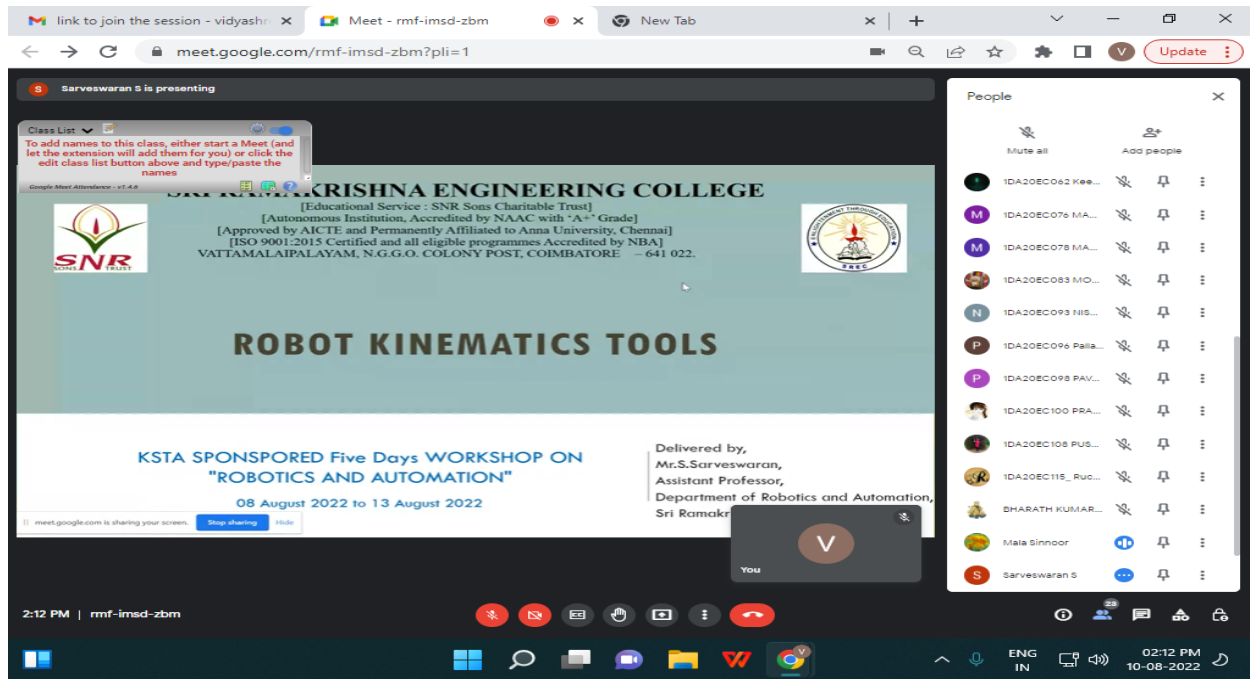 link to join the session - vidyashr
Meet - rmf-imsd-zbm
New Tab
meet.google.com/rmf-imsd-zbm?pli=1
V
Update
S Sarveswaran S is presenting
Class List
To add names to this class, either start a Meet (and
let the extension will add them for you) or click the
edit class list button above and type/paste the
names
Google Meet Attendance - v1.4.6
SRI RAMAKRISHNA ENGINEERING COLLEGE
[Educational Service : SNR Sons Charitable Trust]
[Autonomous Institution, Accredited by NAAC with ‘A+’ Grade]
[Approved by AICTE and Permanently Affiliated to Anna University, Chennai]
[ISO 9001:2015 Certified and all eligible programmes Accredited by NBA]
VATTAMALAIPALAYAM, N.G.G.O. COLONY POST, COIMBATORE – 641 022.
SNR
SONS TRUST
ENLIGHTENMENT THROUGH EDUCATION
SREC
ROBOT KINEMATICS TOOLS
KSTA SPONSPORED Five Days WORKSHOP ON
"ROBOTICS AND AUTOMATION"
08 August 2022 to 13 August 2022
Delivered by,
Mr.S.Sarveswaran,
Assistant Professor,
Department of Robotics and Automation,
Sri Ramakr
meet.google.com is sharing your screen. Stop sharing Hide
V
You
People
Mute all Add people
1DA20EC062 Kee...
M 1DA20EC076 MA...
M 1DA20EC078 MA...
1DA20EC083 MO...
N 1DA20EC093 NIS...
P 1DA20EC096 Palla...
P 1DA20EC098 PAV...
1DA20EC100 PRA...
1DA20EC108 PUS...
R 1DA20EC115_ Ruc...
BHARATH KUMAR...
Mala Sinnoor
S Sarveswaran S
2:12 PM | rmf-imsd-zbm
28
ENG
IN
02:12 PM
10-08-2022